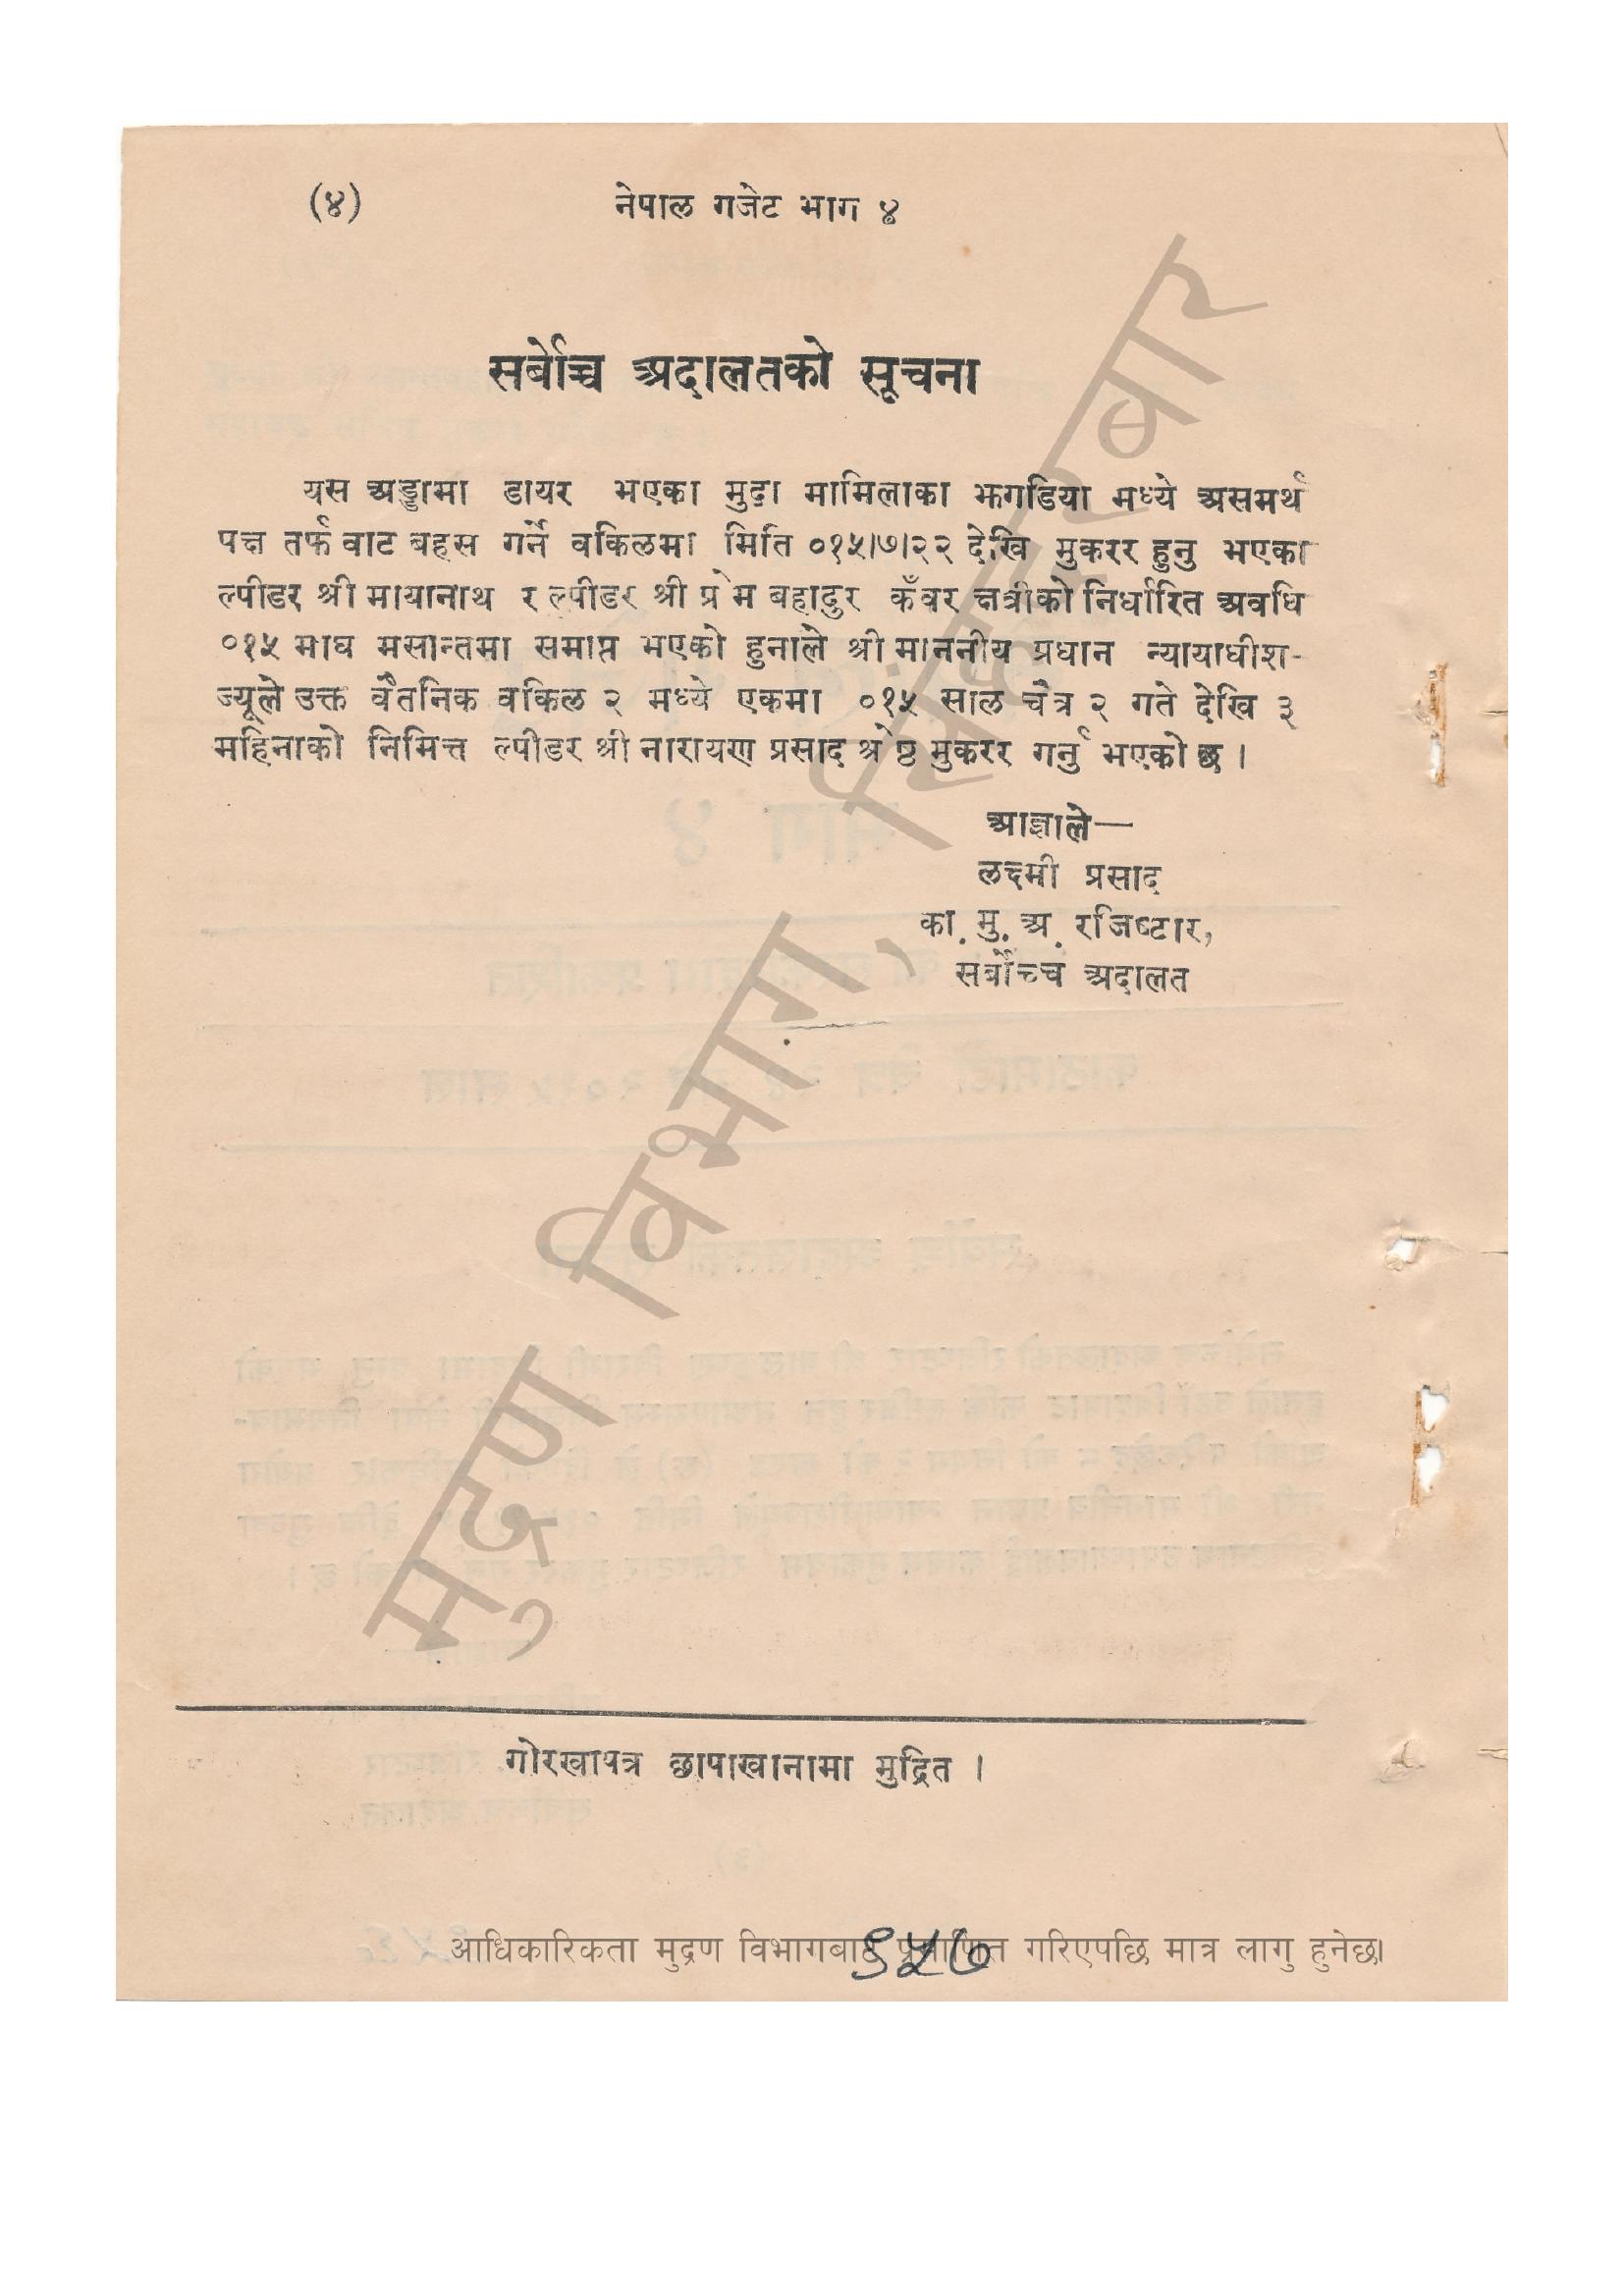 (४) नेपाल गजेट भाग ४
सर्बोच्च अदालतको सूचना
यस अड्डामा डायर भएका मुद्दा मामिलाका झगडिया मध्ये असमर्थ
पक्ष तर्फ वाट बहस गर्ने वकिलमा मिति ०१५।७।२२ देखि मुकरर हुनु भएका
ल्पीडर श्री मायानाथ र ल्पीडर श्री प्रेम बहादुर कँवर क्षत्रीको निर्धारित अवधि
०१५ माघ मसान्तमा समाप्त भएको हुनाले श्री माननीय प्रधान न्यायाधीश-
ज्यूले उक्त वैतनिक वकिल २ मध्ये एकमा ०१५ साल चैत्र २ गते देखि ३
महिनाको निमित्त ल्पीडर श्री नारायण प्रसाद श्रेष्ठ मुकरर गर्नु भएको छ ।
आज्ञाले—
लक्ष्मी प्रसाद
का. मु. अ. रजिष्टार,
सर्बोच्च अदालत
मुद्रण विभाग, सिंहदरबार
गोरखापत्र छापाखानामा मुद्रित ।
आधिकारिकता मुद्रण विभागबाट प्रमाणित गरिएपछि मात्र लागु हुनेछ।
९५७